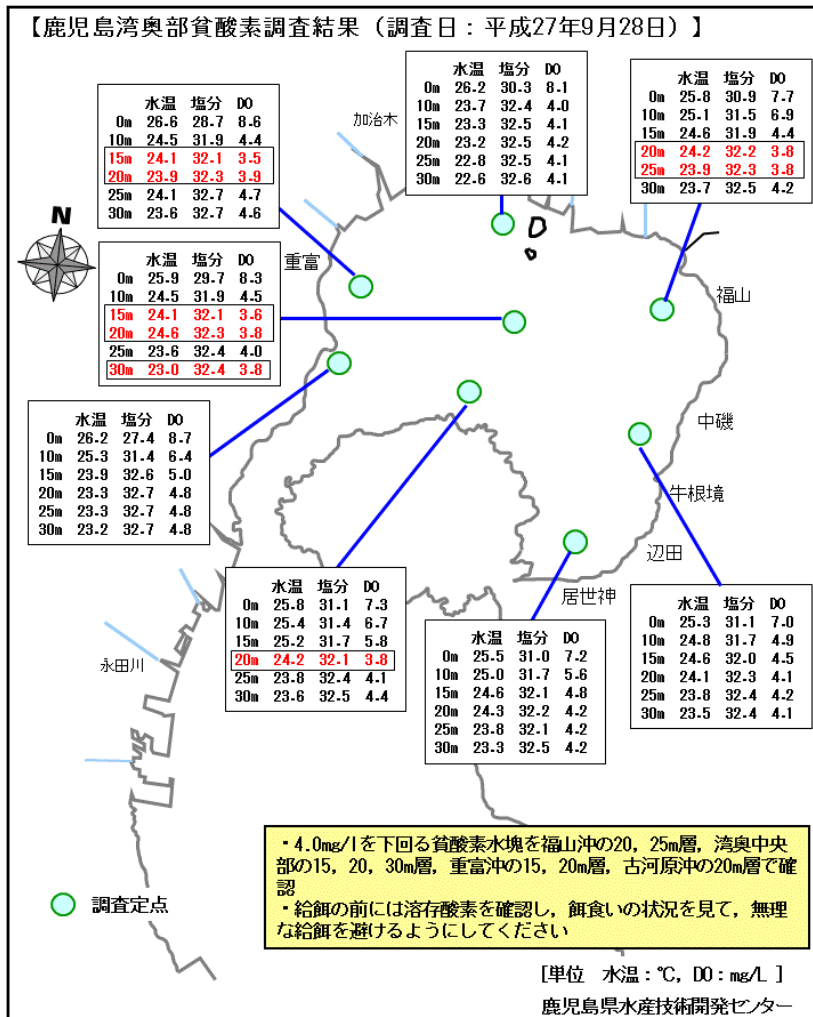 【鹿児島湾奥部貧酸素調査結果（調査日：平成27年9月28日）】
水温 塩分 DO
0m 26.6 28.7 8.6
10m 24.5 31.9 4.4
15m 24.1 32.1 3.5
20m 23.9 32.3 3.9
25m 24.1 32.7 4.7
30m 23.6 32.7 4.6
加治木
水温 塩分 DO
0m 26.2 30.3 8.1
10m 23.7 32.4 4.0
15m 23.3 32.5 4.1
20m 23.2 32.5 4.2
25m 22.8 32.5 4.1
30m 22.6 32.6 4.1
水温 塩分 DO
0m 25.8 30.9 7.7
10m 25.1 31.5 6.9
15m 24.6 31.9 4.4
20m 24.2 32.2 3.8
25m 23.9 32.3 3.8
30m 23.7 32.5 4.2
N
重富
水温 塩分 DO
0m 25.9 29.7 8.3
10m 24.5 31.9 4.5
15m 24.1 32.1 3.6
20m 24.6 32.3 3.8
25m 23.6 32.4 4.0
30m 23.0 32.4 3.8
福山
中磯
牛根境
辺田
居世神
水温 塩分 DO
0m 26.2 27.4 8.7
10m 25.3 31.4 6.4
15m 23.9 32.6 5.0
20m 23.3 32.7 4.8
25m 23.3 32.7 4.8
30m 23.2 32.7 4.8
永田川
水温 塩分 DO
0m 25.8 31.1 7.3
10m 25.4 31.4 6.7
15m 25.2 31.7 5.8
20m 24.2 32.1 3.8
25m 23.8 32.4 4.1
30m 23.6 32.5 4.4
水温 塩分 DO
0m 25.5 31.0 7.2
10m 25.0 31.7 5.6
15m 24.6 32.1 4.8
20m 24.3 32.2 4.2
25m 23.8 32.1 4.2
30m 23.3 32.5 4.2
水温 塩分 DO
0m 25.3 31.1 7.0
10m 24.8 31.7 4.9
15m 24.6 32.0 4.5
20m 24.1 32.3 4.1
25m 23.8 32.4 4.2
30m 23.5 32.4 4.1
・4.0mg/lを下回る貧酸素水塊を福山沖の20，25m層，湾奥中央
部の15，20，30m層，重富沖の15，20m層，古河原沖の20m層で確
認
・給餌の前には溶存酸素を確認し，餌食いの状況を見て，無理
な給餌を避けるようにしてください
調査定点
[単位 水温：℃，DO：mg/L ]
鹿児島県水産技術開発センター